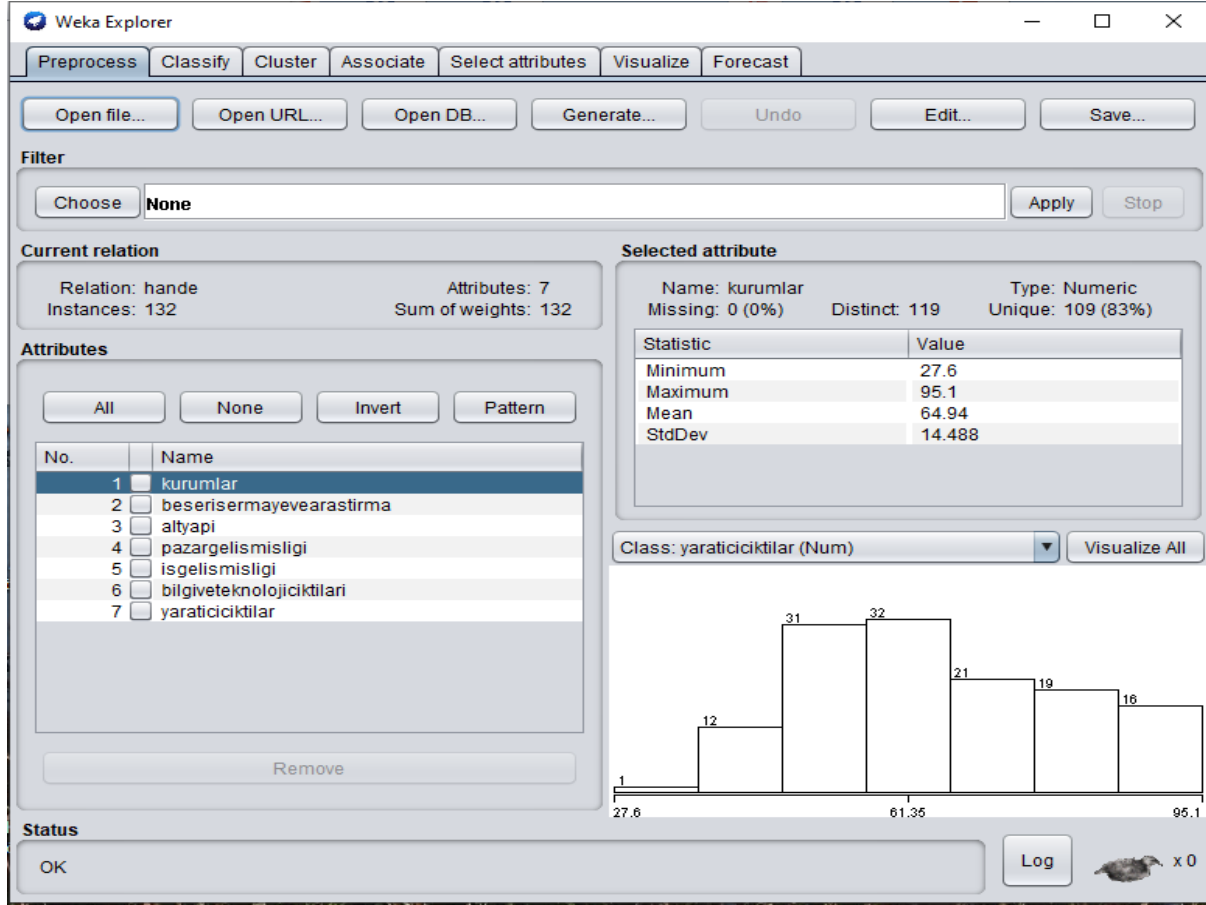 Weka Explorer
Preprocess Classify Cluster Associate Select attributes Visualize Forecast
Open file... Open URL... Open DB... Generate... Undo Edit... Save...
Filter
Choose None Apply Stop
Current relation
Relation: hande Attributes: 7
Instances: 132 Sum of weights: 132
Attributes
All None Invert Pattern
No. Name
1 kurumlar
2 beserisermayevearastirma
3 altyapi
4 pazargelismisligi
5 isgelismisligi
6 bilgiveteknolojiciktilari
7 yaraticiciktilar
Remove
Selected attribute
Name: kurumlar Type: Numeric
Missing: 0 (0%) Distinct: 119 Unique: 109 (83%)
Statistic Value
Minimum 27.6
Maximum 95.1
Mean 64.94
StdDev 14.488
Class: yaraticiciktilar (Num) Visualize All
1 12 31 32 21 19 16
27.6 61.35 95.1
Status
OK Log x 0